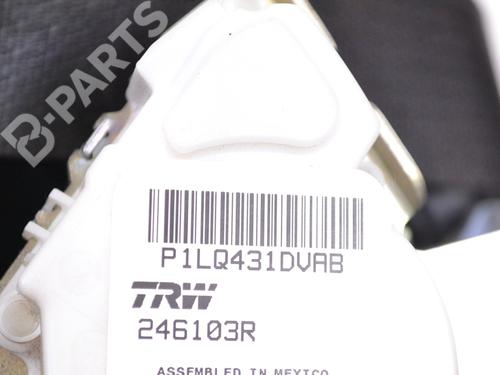 B-PARTS
P1LQ431DVAB
TRW
246103R
ASSEMBLED IN MEXICO